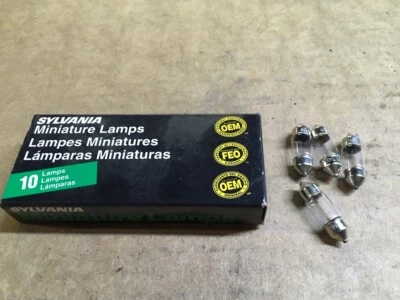 SYLVANIA
Miniature Lamps
Lampes Miniatures
Lámparas Miniaturas
10 Lamps
Lampes
Lámparas
OEM
FEO
OEM
SYLVANIA